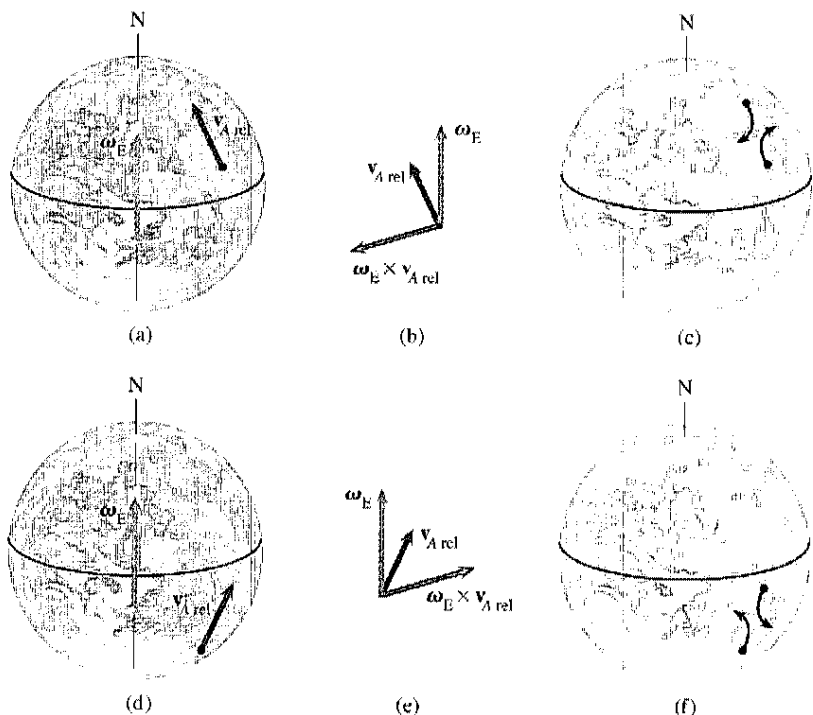 N
v_A rel
ω_E
(a)
ω_E
v_A rel
ω_E × v_A rel
(b)
N
(c)
N
ω_E
v_A rel
(d)
ω_E
v_A rel
ω_E × v_A rel
(e)
N
(f)